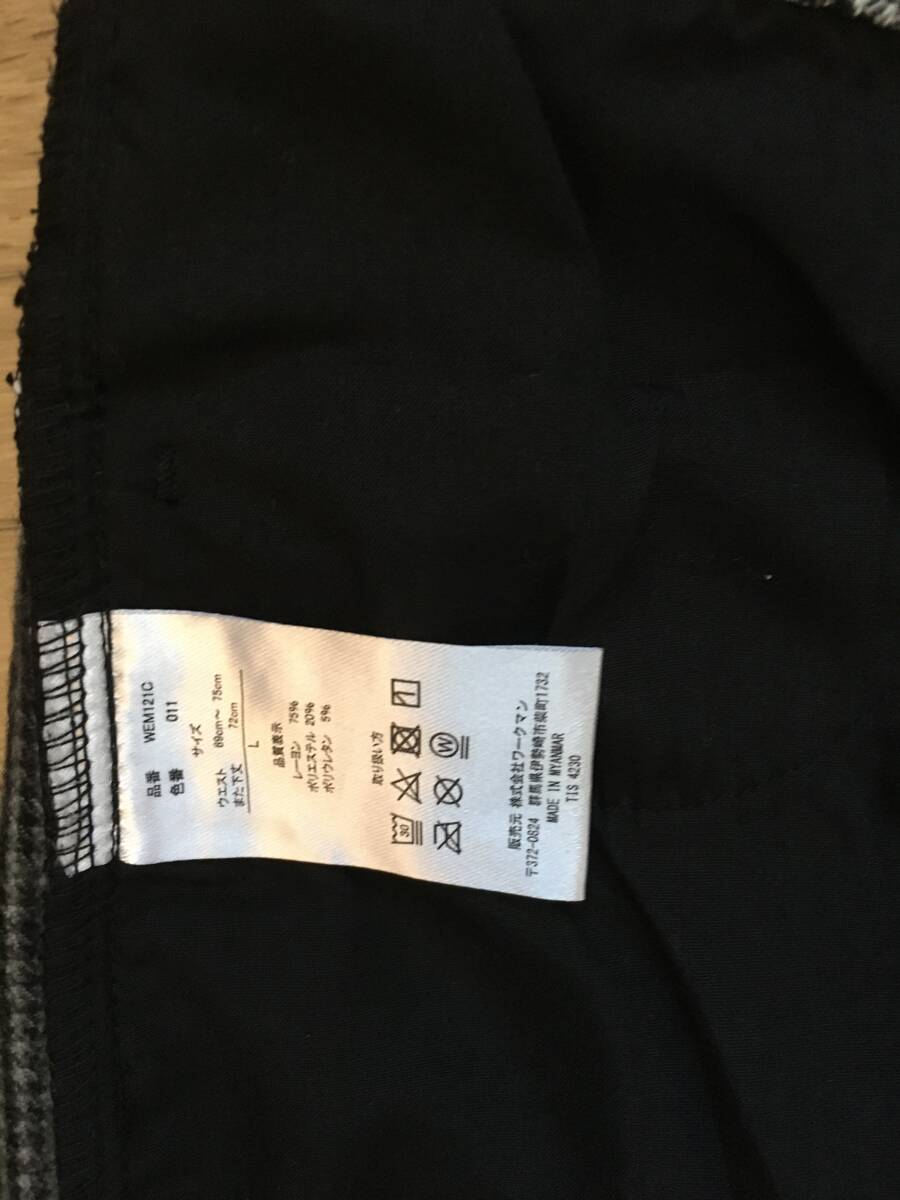 品番 WEM121C
色番 011
サイズ
ウエスト 69cm～ 75cm
また下丈 72cm
L
品質表示
レーヨン 75%
ポリエステル 20%
ポリウレタン 5%
取り扱い方
30
W
販売元 株式会社ワークマン
〒372-0824 群馬県伊勢崎市柴町1732
MADE IN MYANMAR
TIS 4230